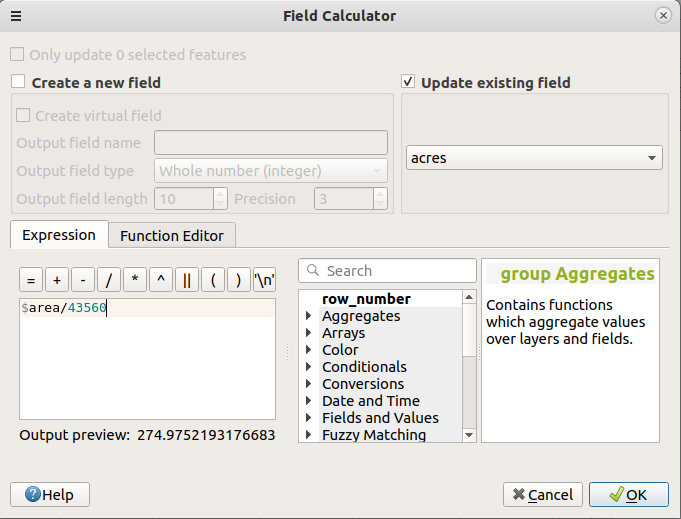 Field Calculator
Only update 0 selected features
Create a new field
Update existing field
Create virtual field
Output field name
acres
Output field type Whole number (integer)
Output field length 10 Precision 3
Expression Function Editor
= + - / * ^ || ( ) '\n'
Search
group Aggregates
$area/43560
row_number
Aggregates
Arrays
Color
Conditionals
Conversions
Date and Time
Fields and Values
Fuzzy Matching
Contains functions
which aggregate values
over layers and fields.
Output preview: 274.9752193176683
Help
Cancel
OK